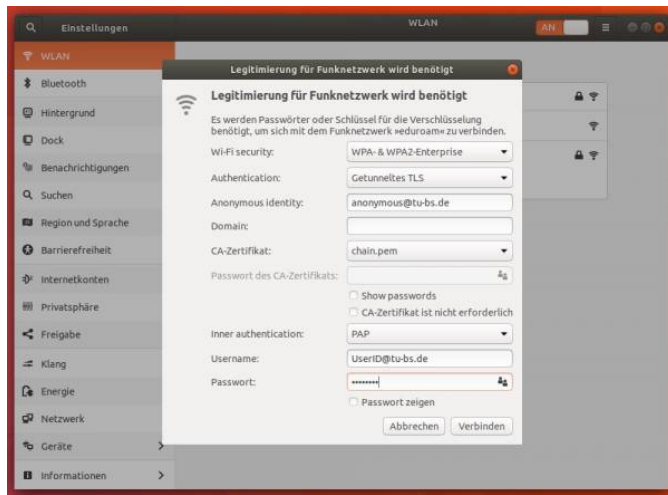 Einstellungen
WLAN
AN
WLAN
Bluetooth
Hintergrund
Dock
Benachrichtigungen
Suchen
Region und Sprache
Barrierefreiheit
Internetkonten
Privatsphäre
Freigabe
Klang
Energie
Netzwerk
Geräte
Informationen
Legitimierung für Funknetzwerk wird benötigt
Legitimierung für Funknetzwerk wird benötigt
Es werden Passwörter oder Schlüssel für die Verschlüsselung
benötigt, um sich mit dem Funknetzwerk »eduroam« zu verbinden.
Wi-Fi security: WPA- & WPA2-Enterprise
Authentication: Getunneltes TLS
Anonymous identity: anonymous@tu-bs.de
Domain:
CA-Zertifikat: chain.pem
Passwort des CA-Zertifikats:
Show passwords
CA-Zertifikat ist nicht erforderlich
Inner authentication: PAP
Username: UserID@tu-bs.de
Passwort: ••••••••
Passwort zeigen
Abbrechen Verbinden